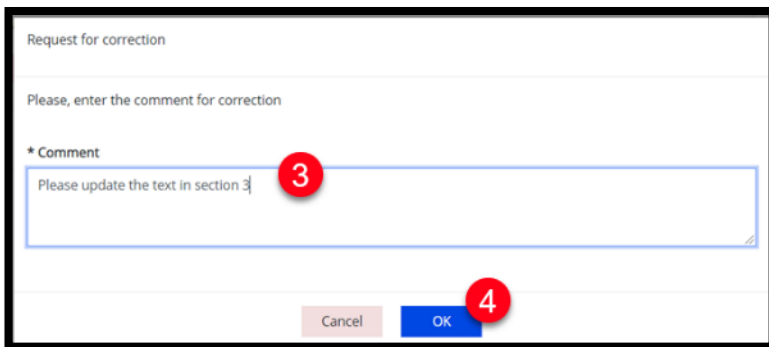 Request for correction
Please, enter the comment for correction
* Comment
Please update the text in section 3
3
4
Cancel OK